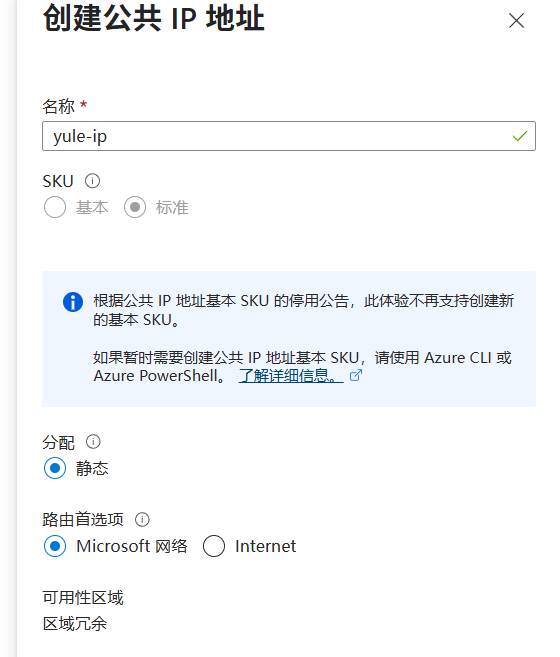 创建公共 IP 地址
名称 *
yule-ip
SKU
基本 标准
根据公共 IP 地址基本 SKU 的停用公告，此体验不再支持创建新
的基本 SKU。
如果暂时需要创建公共 IP 地址基本 SKU，请使用 Azure CLI 或
Azure PowerShell。 了解详细信息。
分配
静态
路由首选项
Microsoft 网络 Internet
可用性区域
区域冗余